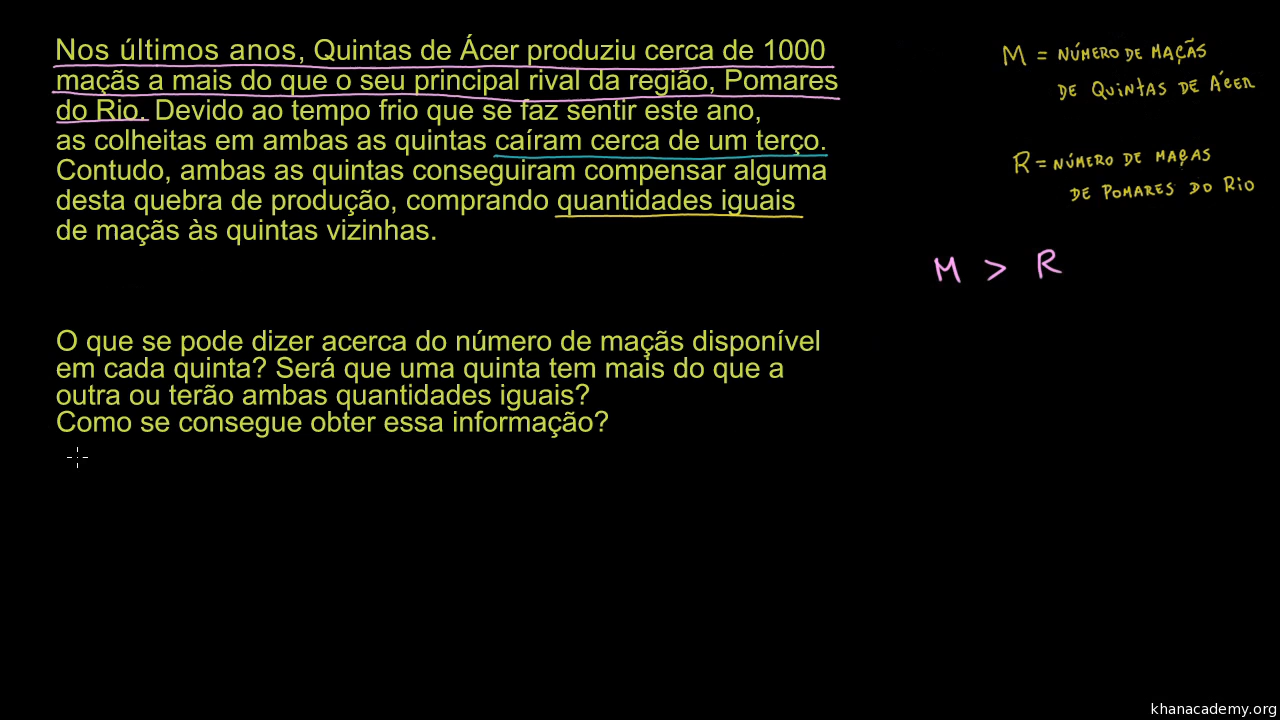 Nos últimos anos, Quintas de Ácer produziu cerca de 1000
maçãs a mais do que o seu principal rival da região, Pomares
do Rio. Devido ao tempo frio que se faz sentir este ano,
as colheitas em ambas as quintas caíram cerca de um terço.
Contudo, ambas as quintas conseguiram compensar alguma
desta quebra de produção, comprando quantidades iguais
de maçãs às quintas vizinhas.
O que se pode dizer acerca do número de maçãs disponível
em cada quinta? Será que uma quinta tem mais do que a
outra ou terão ambas quantidades iguais?
Como se consegue obter essa informação?
M = NÚMERO DE MAÇÃS
DE QUINTAS DE ÁCER
R = NÚMERO DE MAÇAS
DE POMARES DO RIO
M > R
khanacademy.org